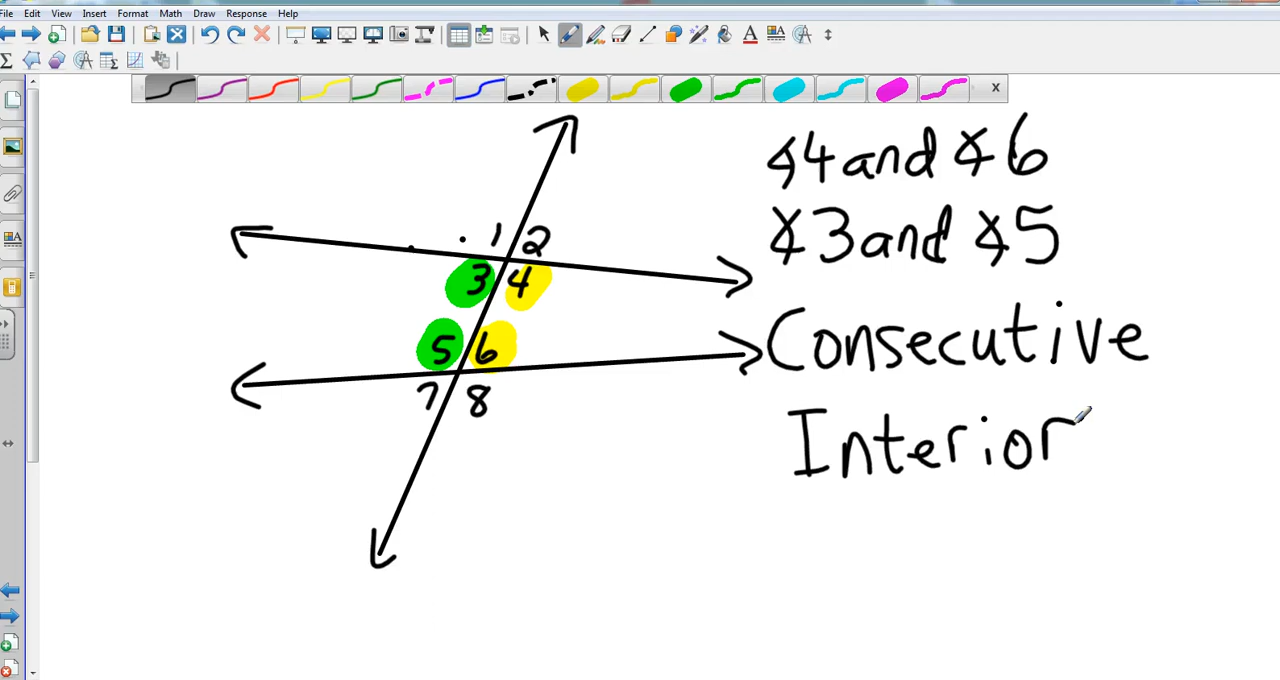 File Edit View Insert Format Math Draw Response Help
∡4 and ∡6
∡3 and ∡5
Consecutive
Interior
1 2
3 4
5 6
7 8